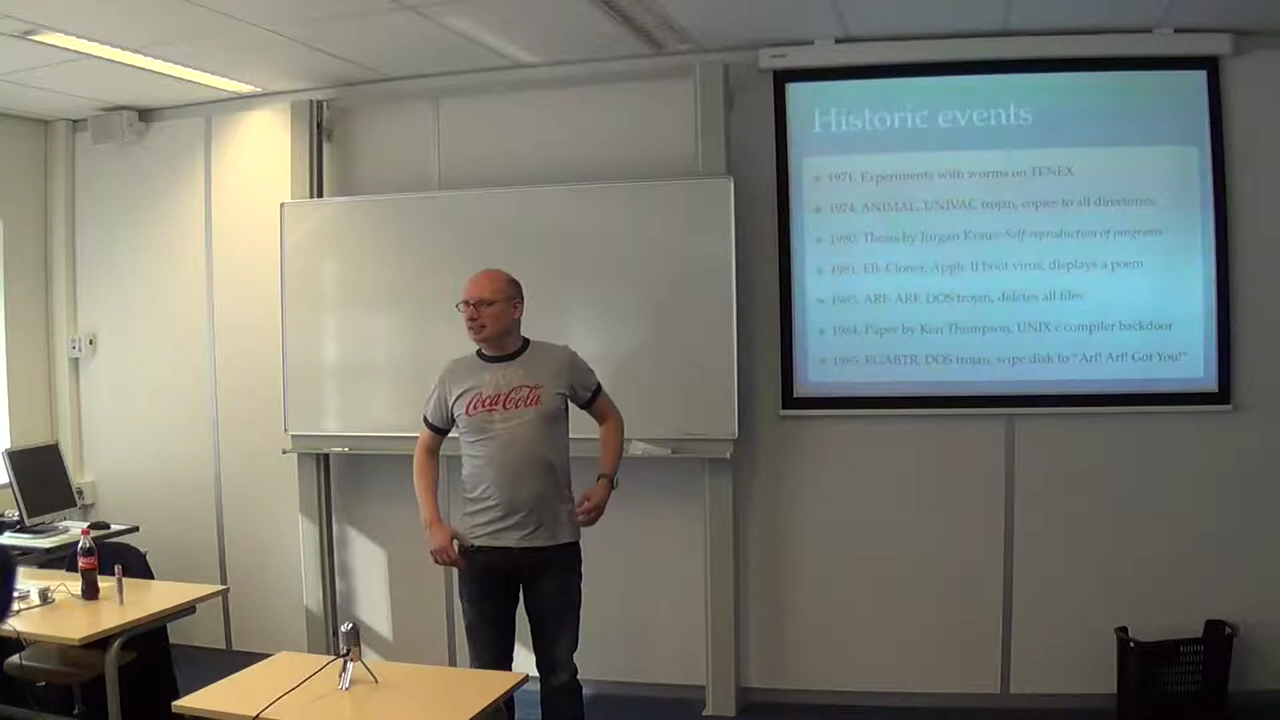 Historic events
1971, Experiments with worms on TENEX
1974, ANIMAL, UNIVAC trojan, copies to all directories
1980, Thesis by Jurgan Kraus: Self-reproduction of programs
1981, Elk Cloner, Apple II boot virus, displays a poem
ARF-ARF, DOS trojan, deletes all files
1984, Paper by Ken Thompson, UNIX c compiler backdoor
1985, EGABTR, DOS trojan, wipe disk to "Arf! Arf! Got You!"
Coca-Cola